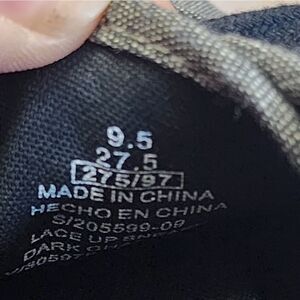 9.5
27.5
275/97
MADE IN CHINA
HECHO EN CHINA
S/205599-09
LACE UP
DARK